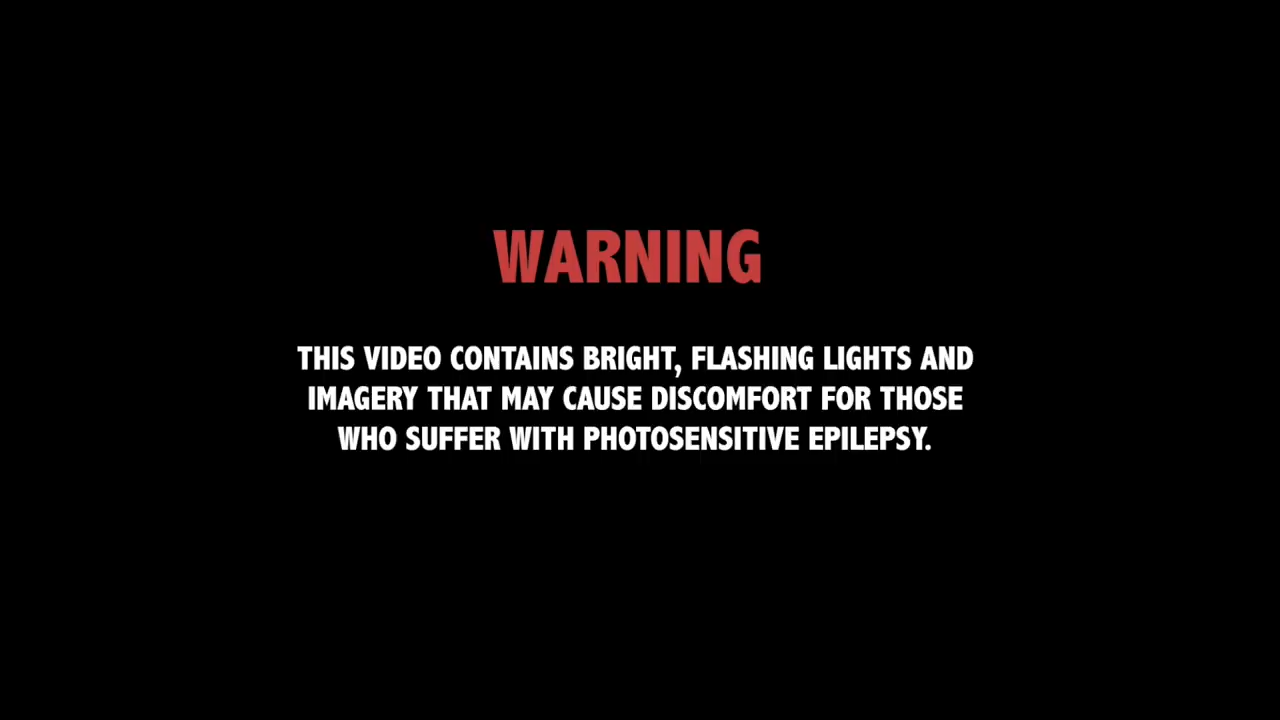 WARNING
THIS VIDEO CONTAINS BRIGHT, FLASHING LIGHTS AND
IMAGERY THAT MAY CAUSE DISCOMFORT FOR THOSE
WHO SUFFER WITH PHOTOSENSITIVE EPILEPSY.